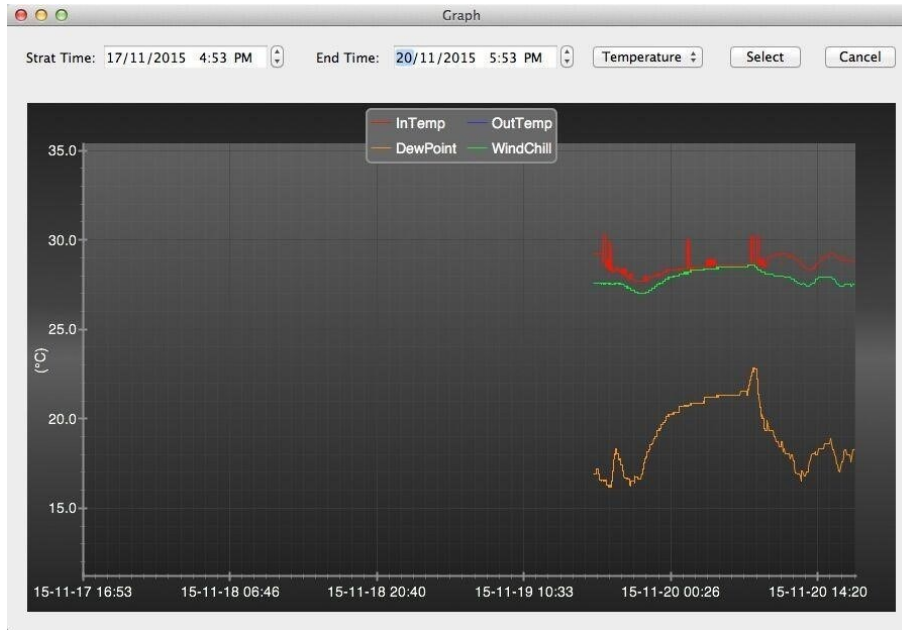 Graph
Strat Time: 17/11/2015 4:53 PM End Time: 20/11/2015 5:53 PM Temperature Select Cancel
InTemp OutTemp
DewPoint WindChill
35.0
30.0
25.0
(°C)
20.0
15.0
15-11-17 16:53 15-11-18 06:46 15-11-18 20:40 15-11-19 10:33 15-11-20 00:26 15-11-20 14:20